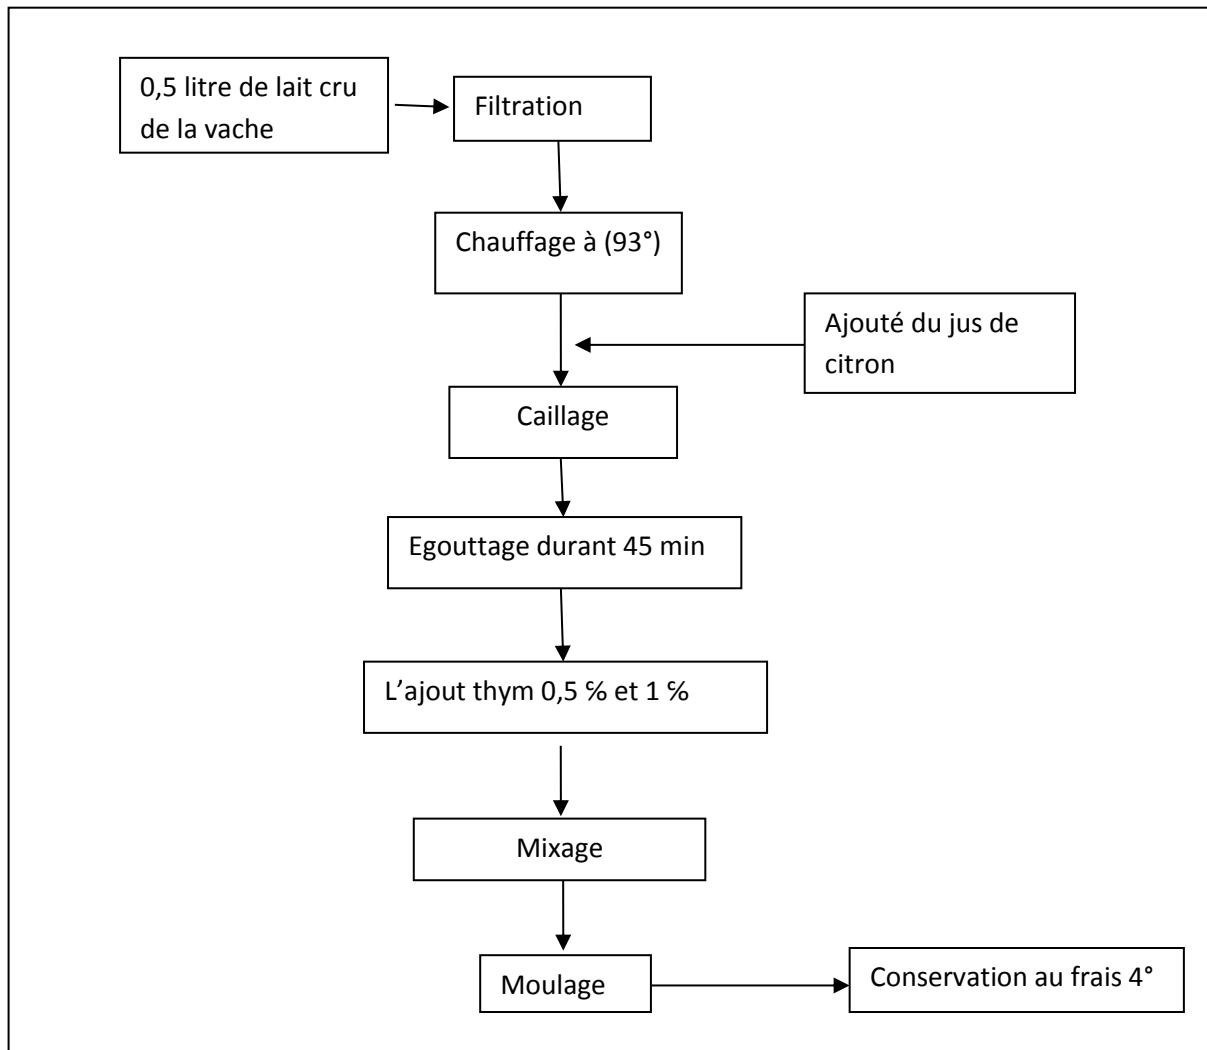 0,5 litre de lait cru
de la vache
Filtration
Chauffage à (93°)
Ajouté du jus de
citron
Caillage
Egouttage durant 45 min
L’ajout thym 0,5 ℅ et 1 ℅
Mixage
Moulage
Conservation au frais 4°